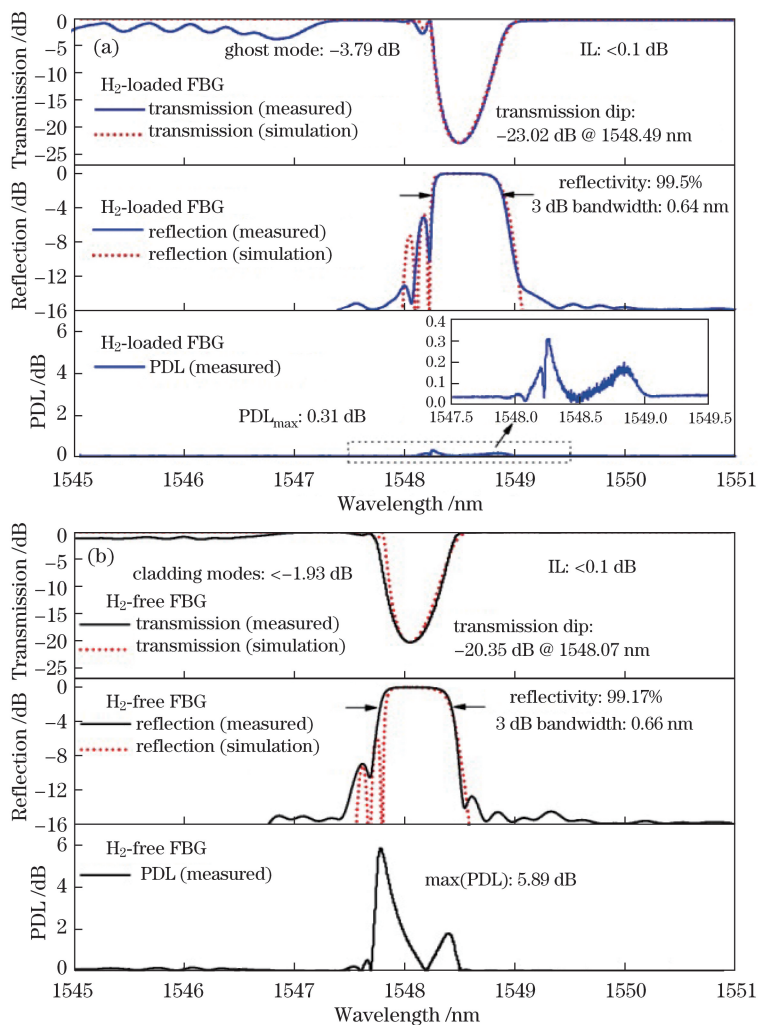 (a)
ghost mode: −3.79 dB
IL: <0.1 dB
H₂-loaded FBG
transmission (measured)
transmission (simulation)
transmission dip:
−23.02 dB @ 1548.49 nm
Transmission /dB
0
−5
−10
−15
−20
−25
H₂-loaded FBG
reflection (measured)
reflection (simulation)
reflectivity: 99.5%
3 dB bandwidth: 0.64 nm
Reflection /dB
0
−4
−8
−12
−16
H₂-loaded FBG
PDL (measured)
PDLmax: 0.31 dB
PDL /dB
6
4
2
0
0.4
0.3
0.2
0.1
0.0
1547.5 1548.0 1548.5 1549.0 1549.5
1545 1546 1547 1548 1549 1550 1551
Wavelength /nm
(b)
cladding modes: <−1.93 dB
IL: <0.1 dB
H₂-free FBG
transmission (measured)
transmission (simulation)
transmission dip:
−20.35 dB @ 1548.07 nm
Transmission /dB
0
−5
−10
−15
−20
−25
H₂-free FBG
reflection (measured)
reflection (simulation)
reflectivity: 99.17%
3 dB bandwidth: 0.66 nm
Reflection /dB
0
−4
−8
−12
−16
H₂-free FBG
PDL (measured)
max(PDL): 5.89 dB
PDL /dB
6
4
2
0
1545 1546 1547 1548 1549 1550 1551
Wavelength /nm